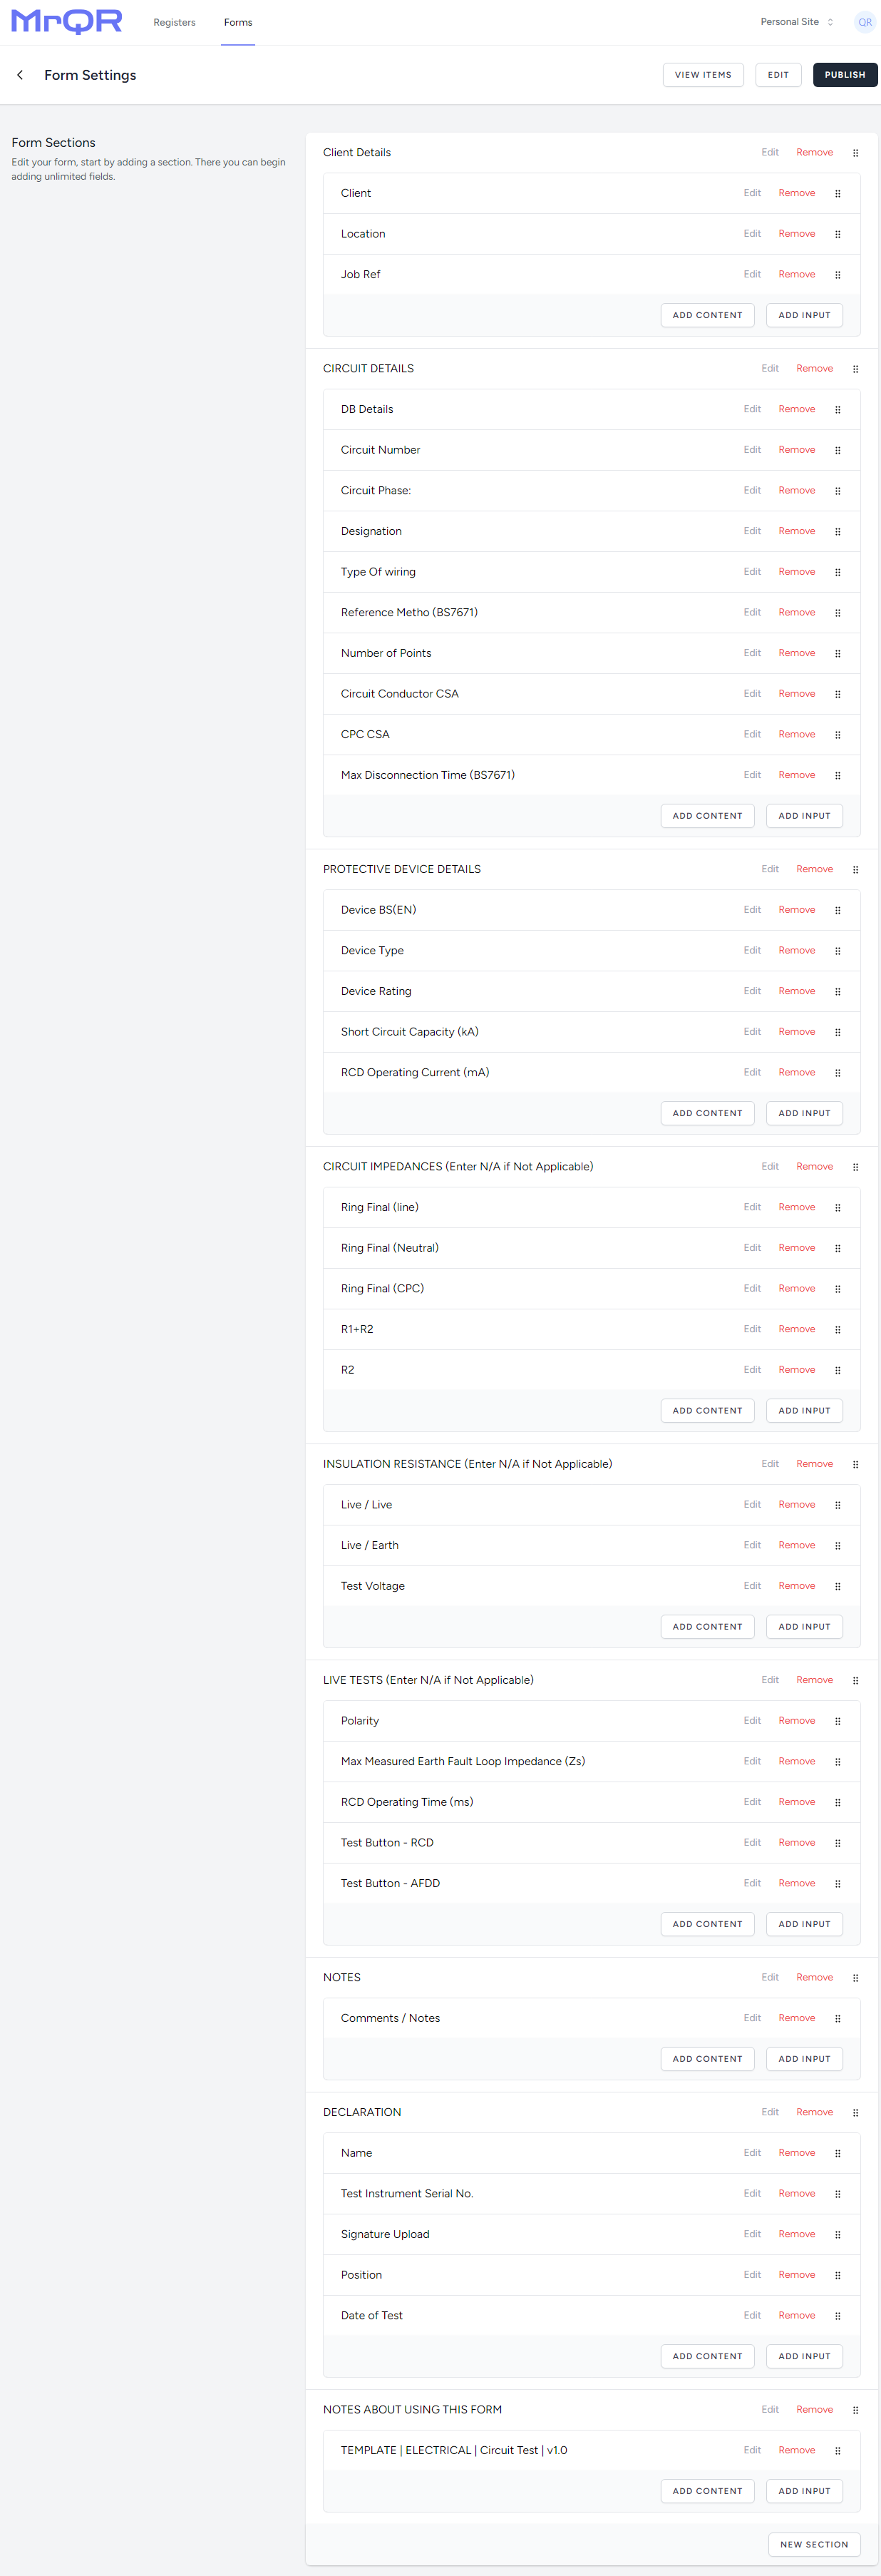 MrQR Registers Forms Personal Site QR
Form Settings VIEW ITEMS EDIT PUBLISH
Form Sections
Edit your form, start by adding a section. There you can begin
adding unlimited fields.
Client Details Edit Remove
Client Edit Remove
Location Edit Remove
Job Ref Edit Remove
ADD CONTENT ADD INPUT
CIRCUIT DETAILS Edit Remove
DB Details Edit Remove
Circuit Number Edit Remove
Circuit Phase: Edit Remove
Designation Edit Remove
Type Of wiring Edit Remove
Reference Metho (BS7671) Edit Remove
Number of Points Edit Remove
Circuit Conductor CSA Edit Remove
CPC CSA Edit Remove
Max Disconnection Time (BS7671) Edit Remove
ADD CONTENT ADD INPUT
PROTECTIVE DEVICE DETAILS Edit Remove
Device BS(EN) Edit Remove
Device Type Edit Remove
Device Rating Edit Remove
Short Circuit Capacity (kA) Edit Remove
RCD Operating Current (mA) Edit Remove
ADD CONTENT ADD INPUT
CIRCUIT IMPEDANCES (Enter N/A if Not Applicable) Edit Remove
Ring Final (line) Edit Remove
Ring Final (Neutral) Edit Remove
Ring Final (CPC) Edit Remove
R1+R2 Edit Remove
R2 Edit Remove
ADD CONTENT ADD INPUT
INSULATION RESISTANCE (Enter N/A if Not Applicable) Edit Remove
Live / Live Edit Remove
Live / Earth Edit Remove
Test Voltage Edit Remove
ADD CONTENT ADD INPUT
LIVE TESTS (Enter N/A if Not Applicable) Edit Remove
Polarity Edit Remove
Max Measured Earth Fault Loop Impedance (Zs) Edit Remove
RCD Operating Time (ms) Edit Remove
Test Button - RCD Edit Remove
Test Button - AFDD Edit Remove
ADD CONTENT ADD INPUT
NOTES Edit Remove
Comments / Notes Edit Remove
ADD CONTENT ADD INPUT
DECLARATION Edit Remove
Name Edit Remove
Test Instrument Serial No. Edit Remove
Signature Upload Edit Remove
Position Edit Remove
Date of Test Edit Remove
ADD CONTENT ADD INPUT
NOTES ABOUT USING THIS FORM Edit Remove
TEMPLATE | ELECTRICAL | Circuit Test | v1.0 Edit Remove
ADD CONTENT ADD INPUT
NEW SECTION